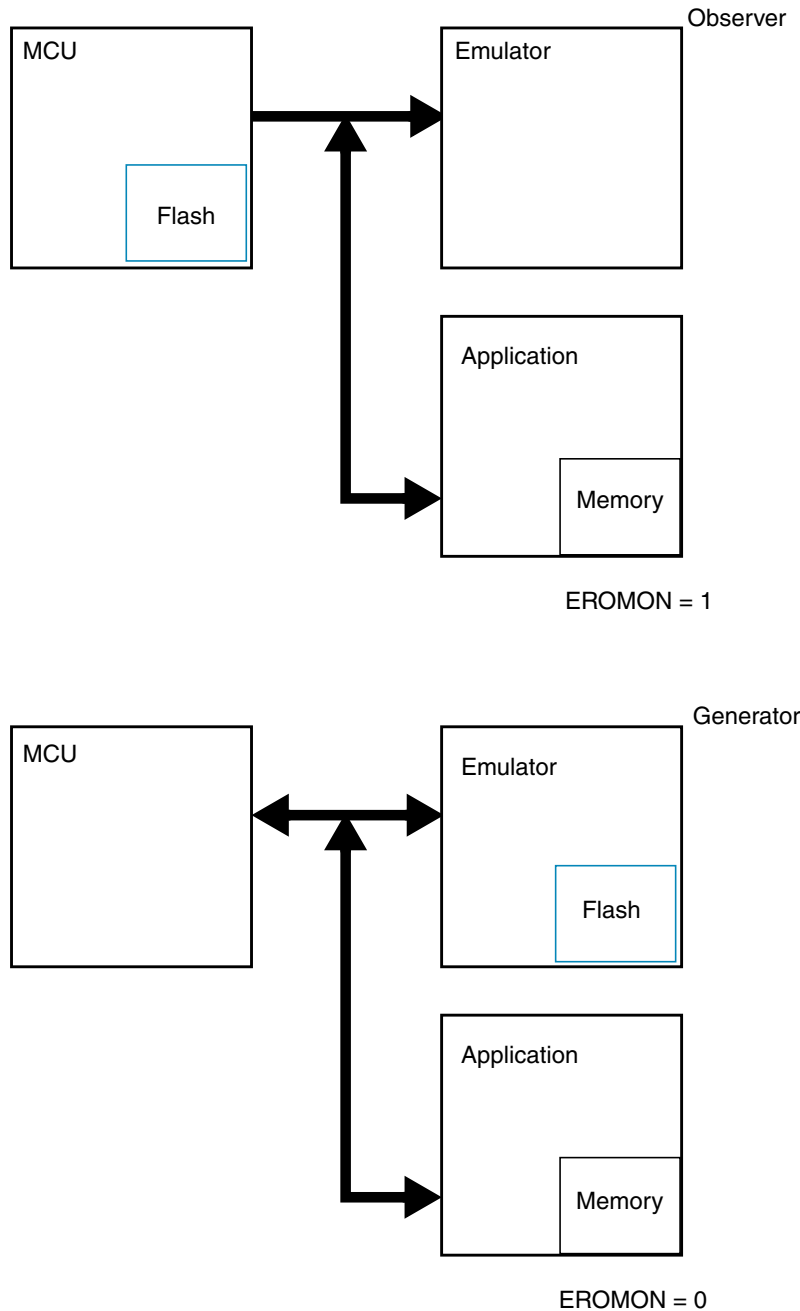 Observer
MCU
Emulator
Flash
Application
Memory
EROMON = 1
Generator
MCU
Emulator
Flash
Application
Memory
EROMON = 0